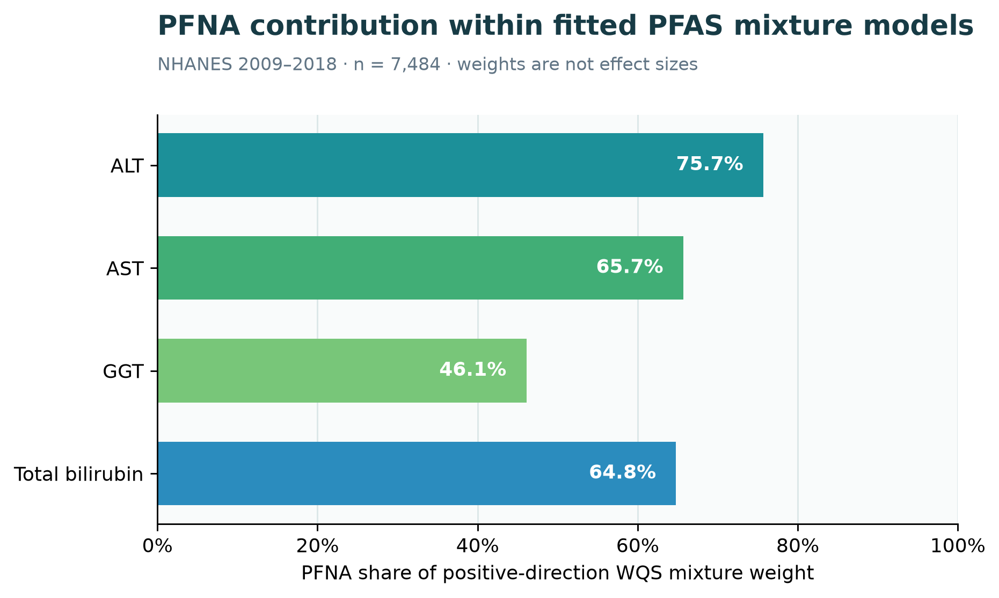 PFNA contribution within fitted PFAS mixture models
NHANES 2009–2018 · n = 7,484 · weights are not effect sizes
ALT
75.7%
AST
65.7%
GGT
46.1%
Total bilirubin
64.8%
0% 20% 40% 60% 80% 100%
PFNA share of positive-direction WQS mixture weight